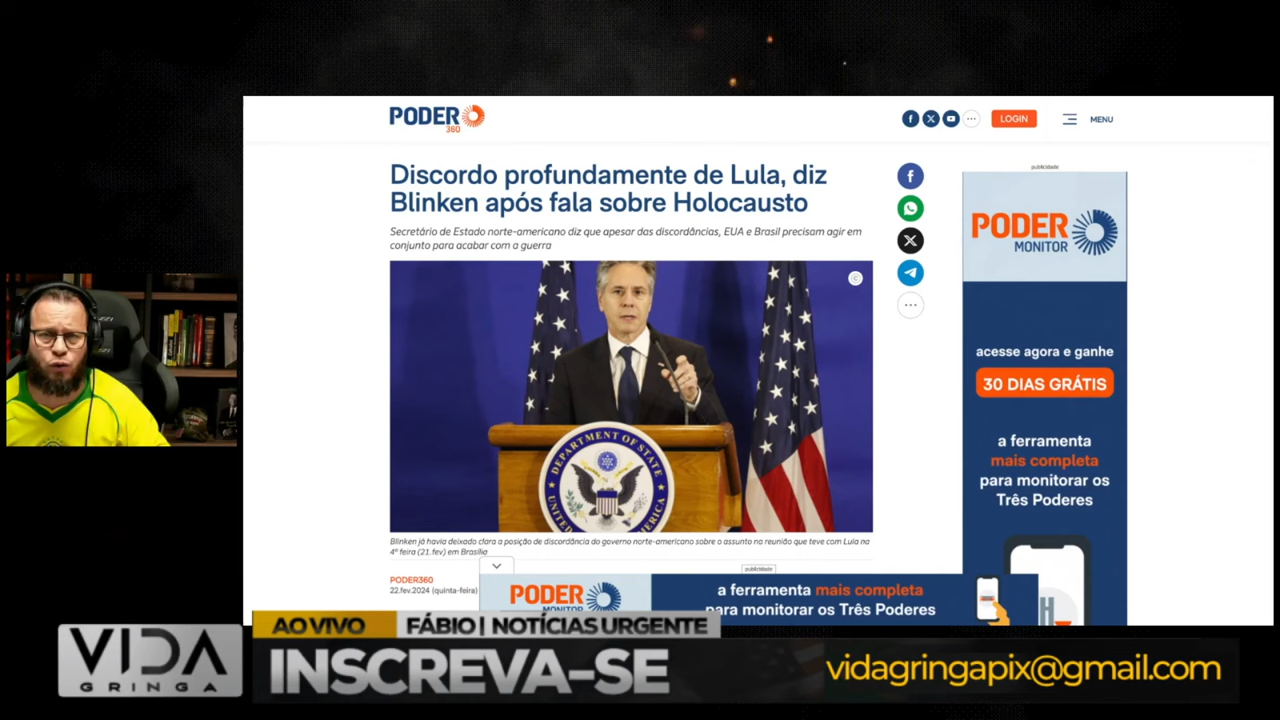 PODER
360
LOGIN
MENU
Discordo profundamente de Lula, diz
Blinken após fala sobre Holocausto
Secretário de Estado norte-americano diz que apesar das discordâncias, EUA e Brasil precisam agir em
conjunto para acabar com a guerra
DEPARTMENT OF STATE
Blinken já havia deixado clara a posição de discordância do governo norte-americano sobre o assunto na reunião que teve com Lula na
4ª feira (21.fev) em Brasília
PODER360
22.fev.2024 (quinta-feira)
publicidade
PODER
MONITOR
acesse agora e ganhe
30 DIAS GRÁTIS
a ferramenta
mais completa
para monitorar os
Três Poderes
publicidade
PODER
MONITOR
a ferramenta mais completa
para monitorar os Três Poderes
AO VIVO
FÁBIO | NOTÍCIAS URGENTE
VIDA
GRINGA
INSCREVA-SE
vidagringapix@gmail.com